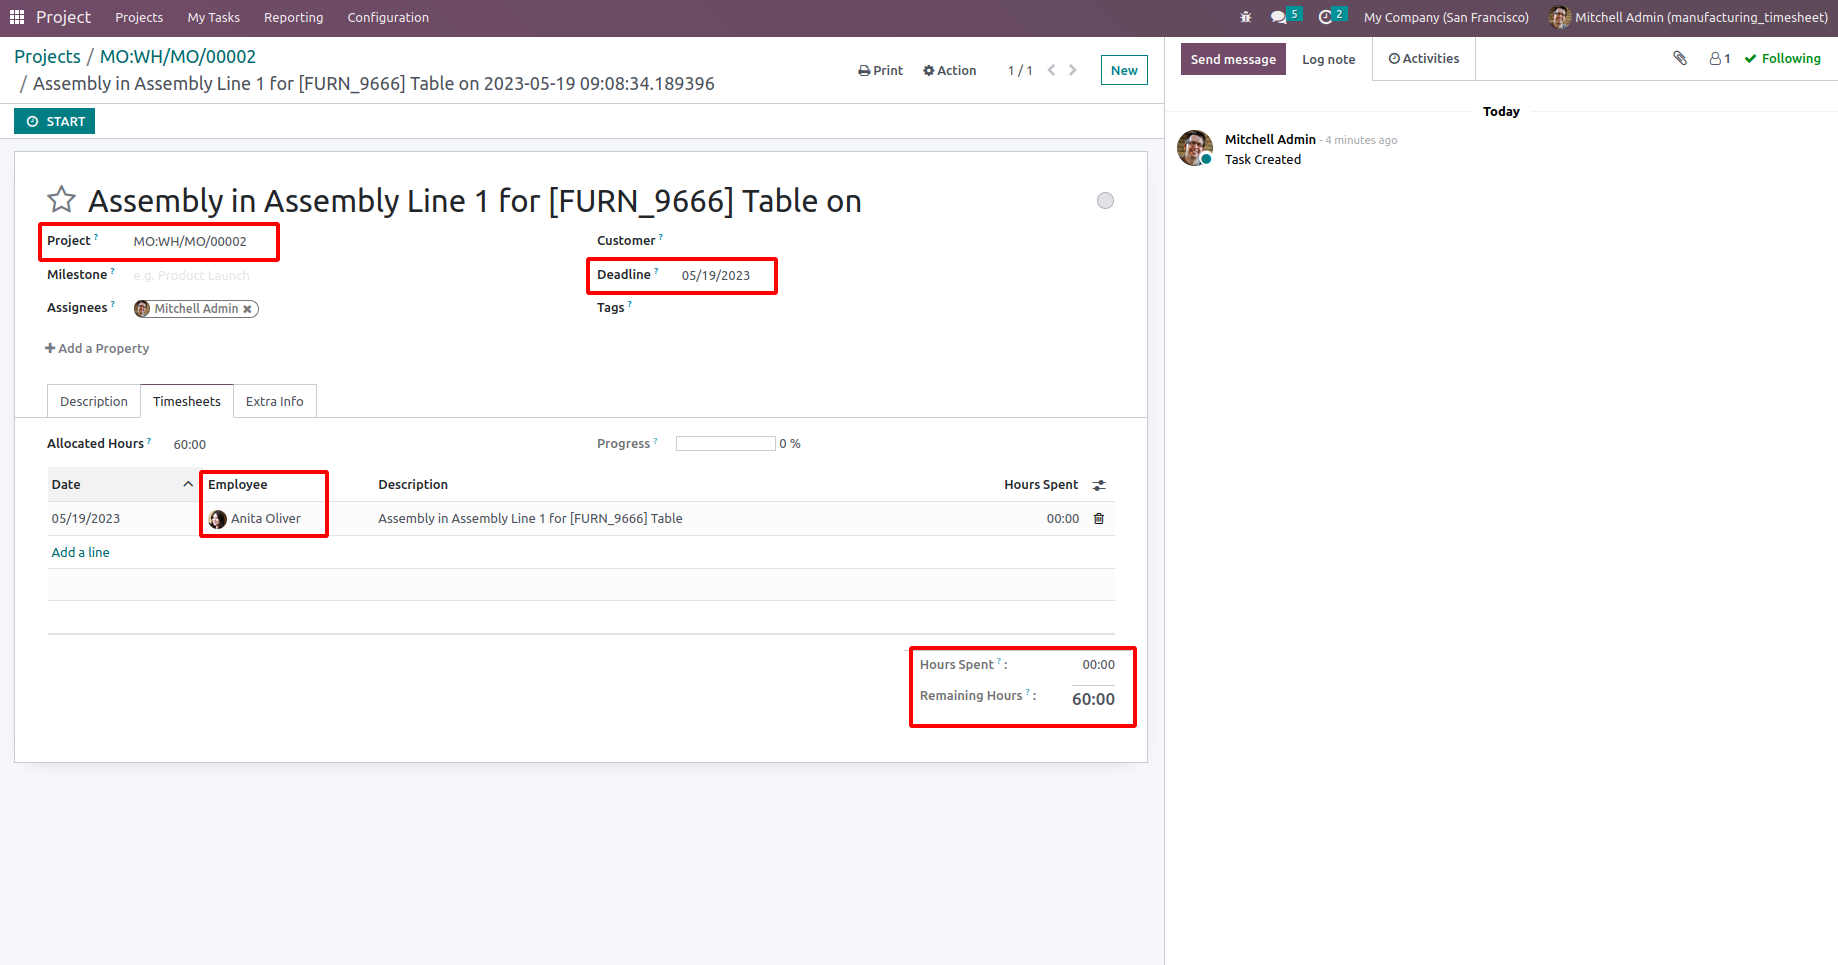 Project Projects My Tasks Reporting Configuration 5 2 My Company (San Francisco) Mitchell Admin (manufacturing_timesheet)
Projects / MO:WH/MO/00002
/ Assembly in Assembly Line 1 for [FURN_9666] Table on 2023-05-19 09:08:34.189396
Print Action 1 / 1 New
Send message Log note Activities 1 Following
START
Today
Mitchell Admin - 4 minutes ago
Task Created
Assembly in Assembly Line 1 for [FURN_9666] Table on
Project ? MO:WH/MO/00002
Customer ?
Milestone ? e.g. Product Launch
Deadline ? 05/19/2023
Assignees ? Mitchell Admin
Tags ?
Add a Property
Description Timesheets Extra Info
Allocated Hours ? 60:00
Progress ? 0 %
Date Employee Description Hours Spent
05/19/2023 Anita Oliver Assembly in Assembly Line 1 for [FURN_9666] Table 00:00
Add a line
Hours Spent ? : 00:00
Remaining Hours ? : 60:00